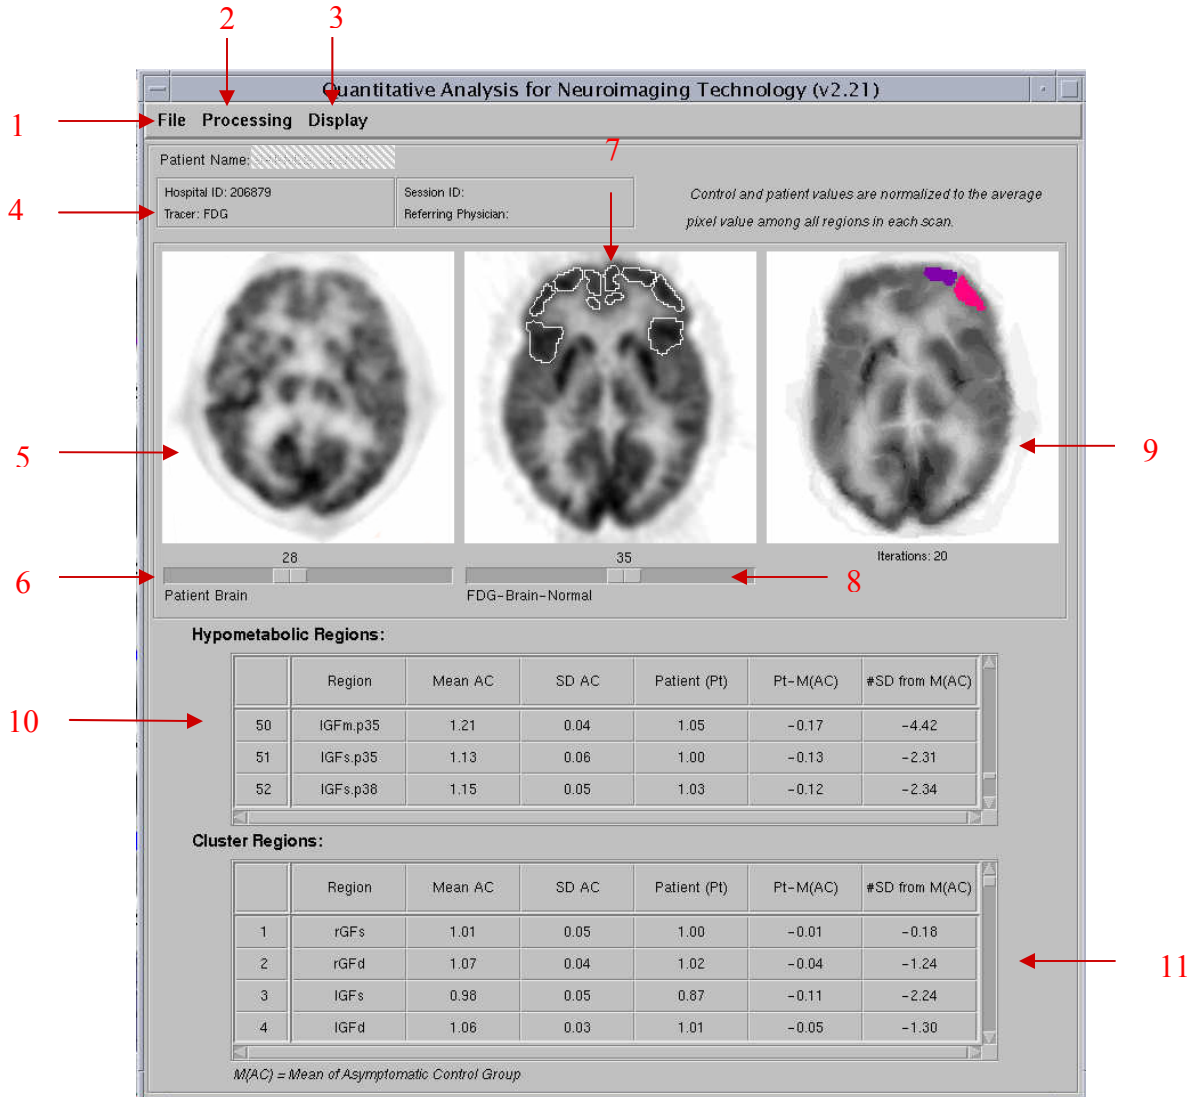 2
3
Quantitative Analysis for Neuroimaging Technology (v2.21)
1
File Processing Display
7
Patient Name:
Hospital ID: 206879
Session ID:
Control and patient values are normalized to the average
4
Tracer: FDG
Referring Physician:
pixel value among all regions in each scan.
5
9
28
35
Iterations: 20
6
8
Patient Brain
FDG-Brain-Normal
Hypometabolic Regions:
Region Mean AC SD AC Patient (Pt) Pt-M(AC) #SD from M(AC)
10
50 IGFm.p35 1.21 0.04 1.05 -0.17 -4.42
51 IGFs.p35 1.13 0.06 1.00 -0.13 -2.31
52 IGFs.p38 1.15 0.05 1.03 -0.12 -2.34
Cluster Regions:
Region Mean AC SD AC Patient (Pt) Pt-M(AC) #SD from M(AC)
1 rGFs 1.01 0.05 1.00 -0.01 -0.18
2 rGFd 1.07 0.04 1.02 -0.04 -1.24
11
3 IGFs 0.98 0.05 0.87 -0.11 -2.24
4 IGFd 1.06 0.03 1.01 -0.05 -1.30
M(AC) = Mean of Asymptomatic Control Group